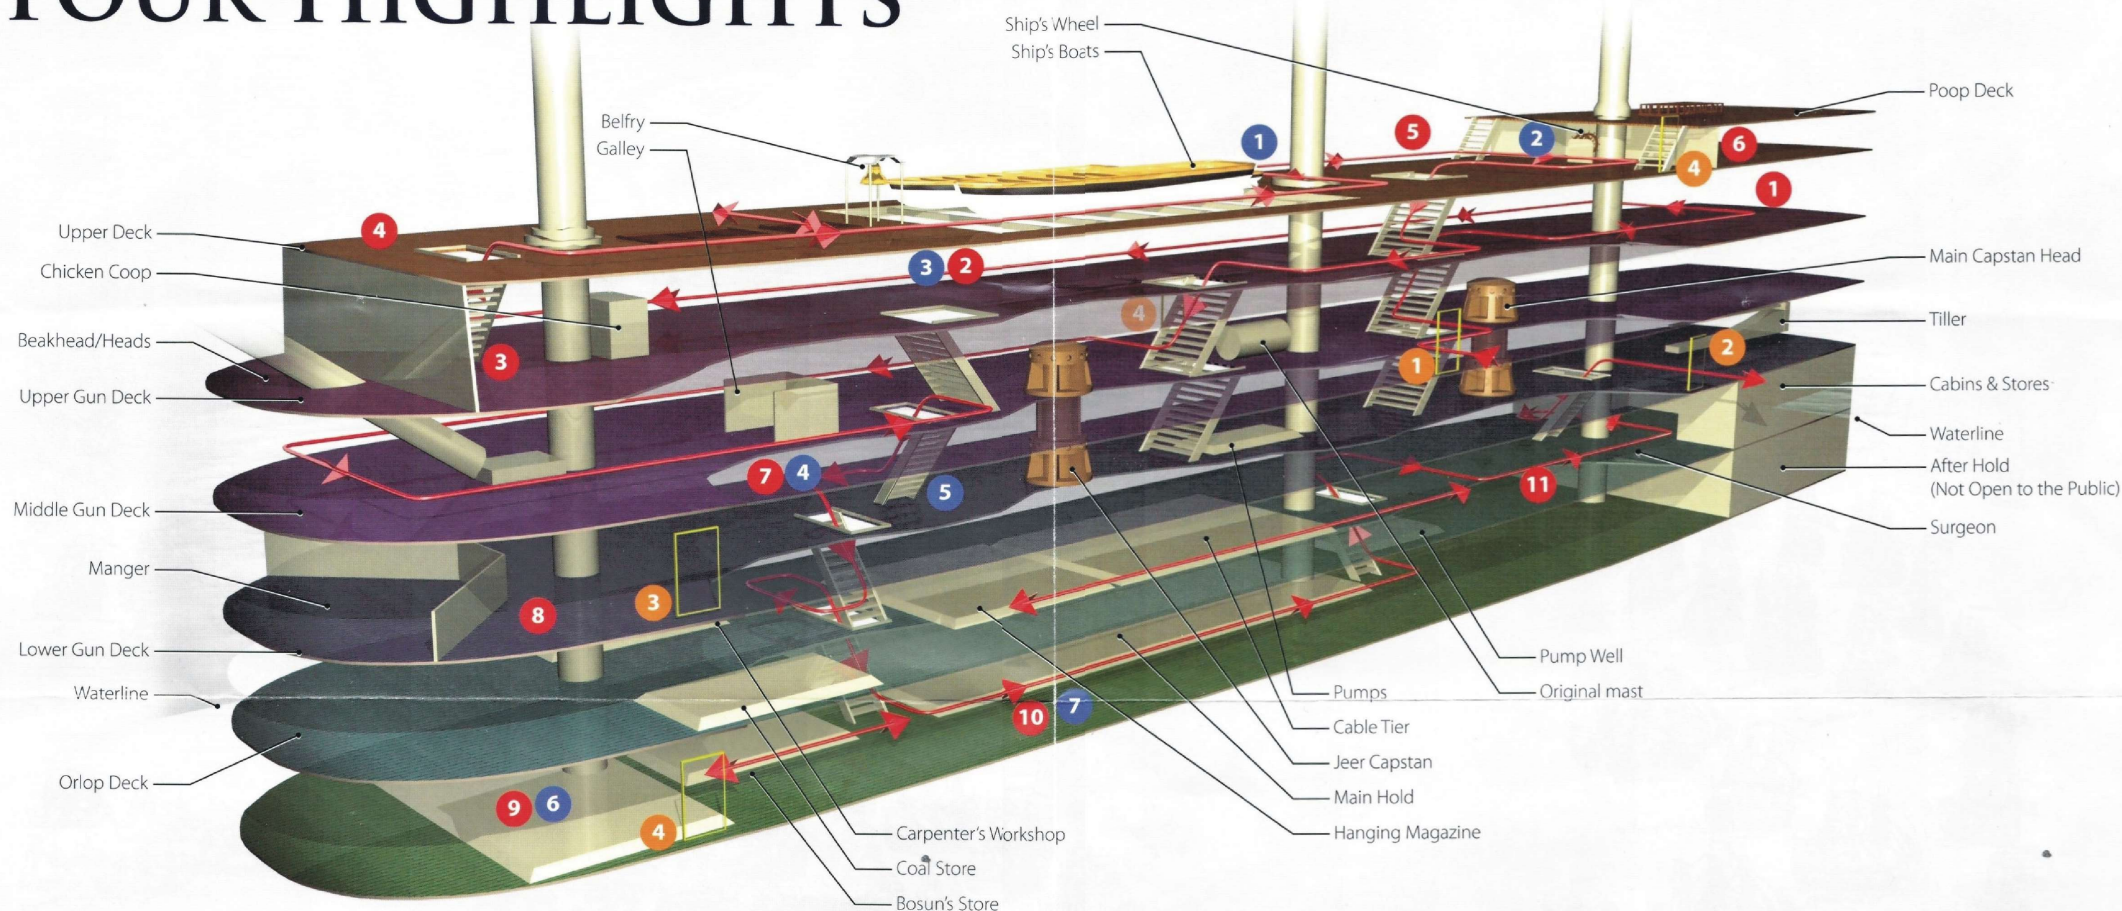 TOUR HIGHLIGHTS
Ship's Wheel
Ship's Boats
Poop Deck
Belfry
Galley
1
5
2
6
4
1
Upper Deck
4
Chicken Coop
3 2
Main Capstan Head
4
Tiller
Beakhead/Heads
3
1
2
Upper Gun Deck
Cabins & Stores
Waterline
7 4
5
11
After Hold
(Not Open to the Public)
Middle Gun Deck
Surgeon
Manger
8
3
Lower Gun Deck
Pump Well
Waterline
10 7
Pumps
Original mast
Cable Tier
Orlop Deck
Jeer Capstan
9 6
4
Main Hold
Carpenter's Workshop
Hanging Magazine
Coal Store
Bosun's Store